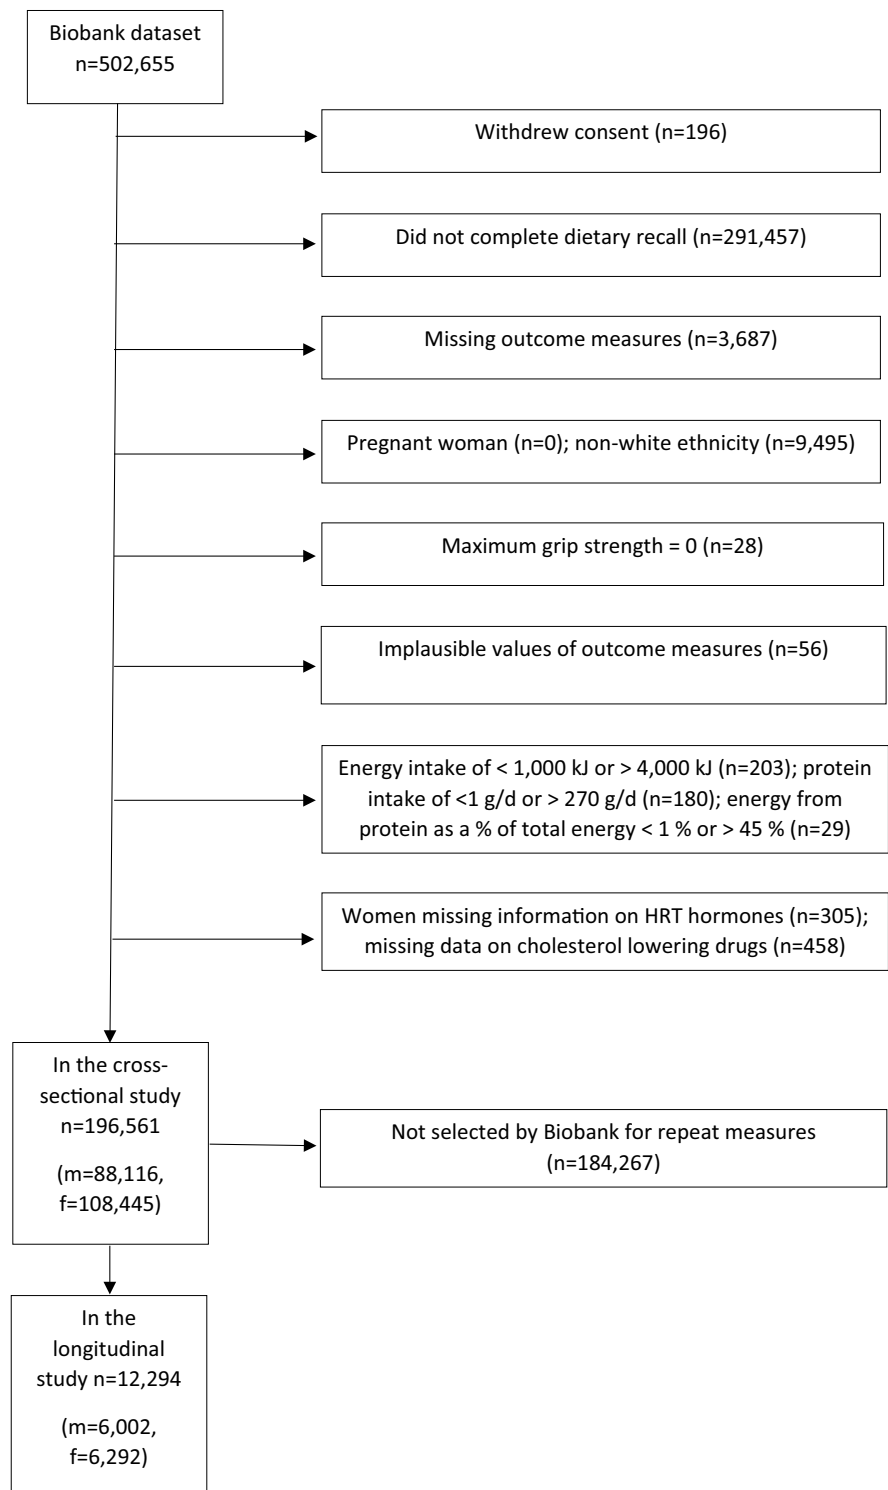 Biobank dataset
n=502,655
Withdrew consent (n=196)
Did not complete dietary recall (n=291,457)
Missing outcome measures (n=3,687)
Pregnant woman (n=0); non-white ethnicity (n=9,495)
Maximum grip strength = 0 (n=28)
Implausible values of outcome measures (n=56)
Energy intake of < 1,000 kJ or > 4,000 kJ (n=203); protein
intake of <1 g/d or > 270 g/d (n=180); energy from
protein as a % of total energy < 1 % or > 45 % (n=29)
Women missing information on HRT hormones (n=305);
missing data on cholesterol lowering drugs (n=458)
In the cross-
sectional study
n=196,561
(m=88,116,
f=108,445)
Not selected by Biobank for repeat measures
(n=184,267)
In the
longitudinal
study n=12,294
(m=6,002,
f=6,292)